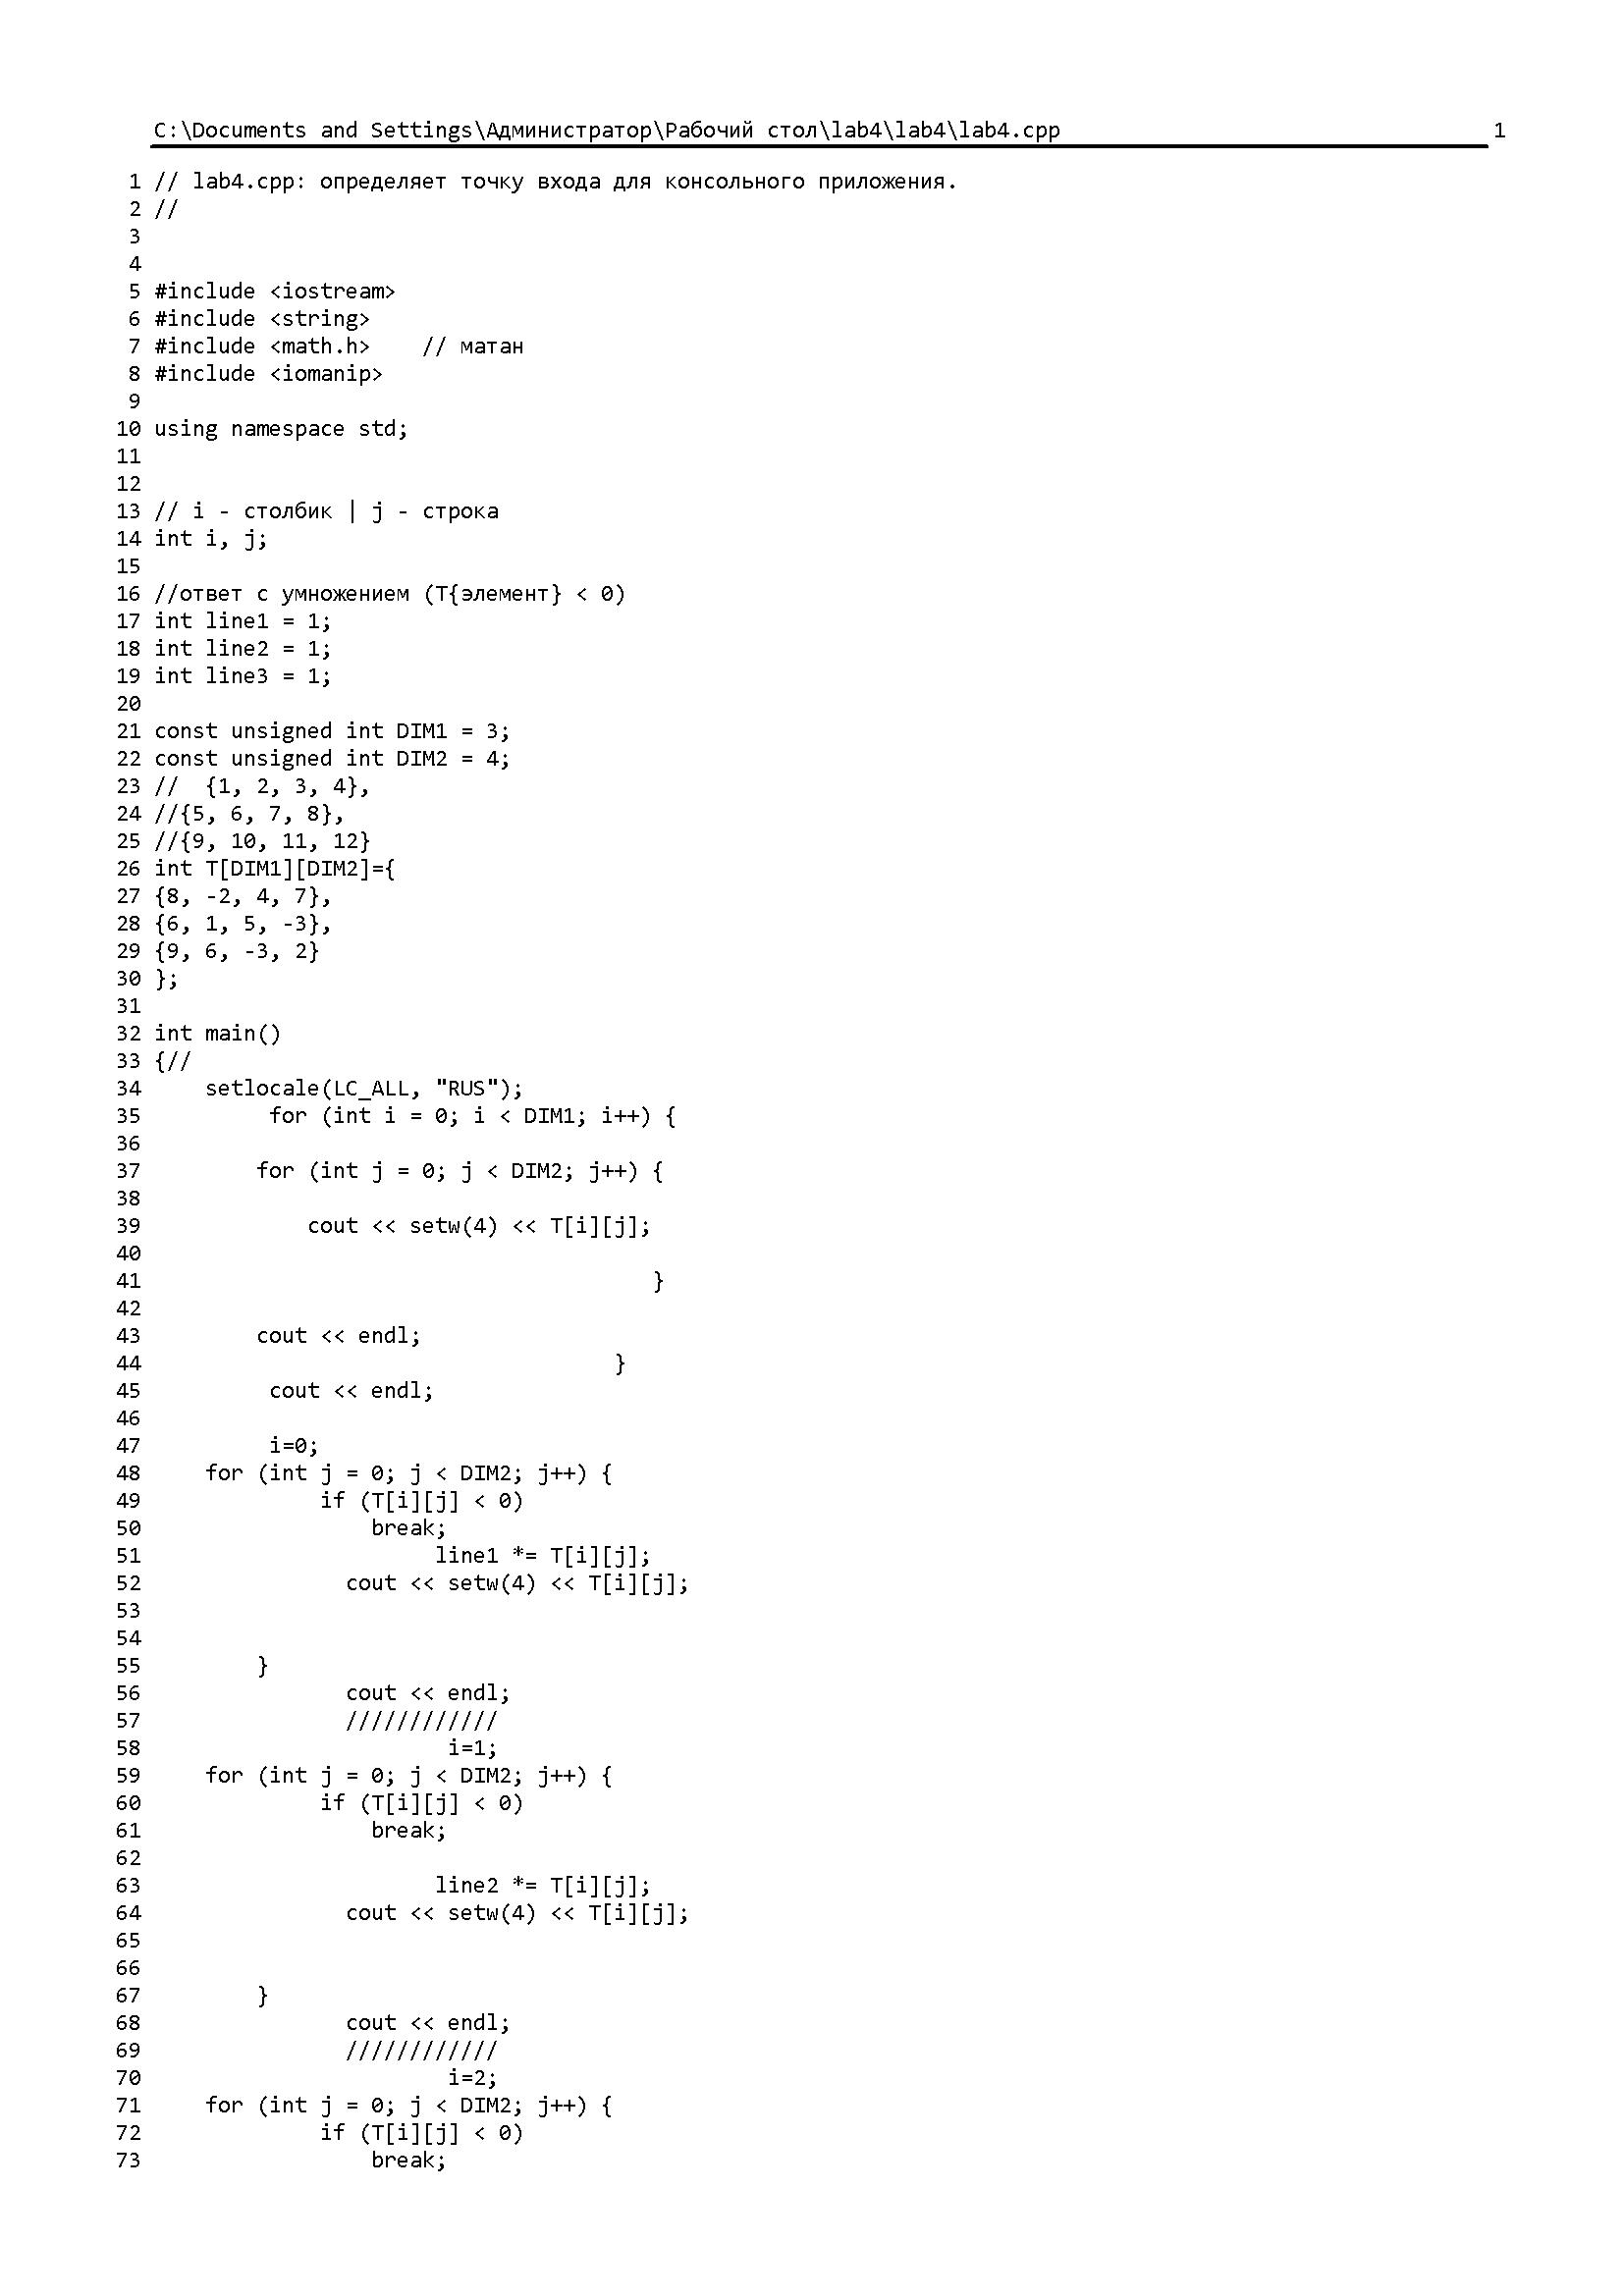 C:\Documents and Settings\Администратор\Рабочий стол\lab4\lab4\lab4.cpp 1
1 // lab4.cpp: определяет точку входа для консольного приложения.
2 //
3
4
5 #include <iostream>
6 #include <string>
7 #include <math.h>    // матан
8 #include <iomanip>
9
10 using namespace std;
11
12
13 // i - столбик | j - строка
14 int i, j;
15
16 //ответ с умножением (T{элемент} < 0)
17 int line1 = 1;
18 int line2 = 1;
19 int line3 = 1;
20
21 const unsigned int DIM1 = 3;
22 const unsigned int DIM2 = 4;
23 //  {1, 2, 3, 4},
24 //{5, 6, 7, 8},
25 //{9, 10, 11, 12}
26 int T[DIM1][DIM2]={
27 {8, -2, 4, 7},
28 {6, 1, 5, -3},
29 {9, 6, -3, 2}
30 };
31
32 int main()
33 {//
34     setlocale(LC_ALL, "RUS");
35          for (int i = 0; i < DIM1; i++) {
36
37         for (int j = 0; j < DIM2; j++) {
38
39             cout << setw(4) << T[i][j];
40
41                                        }
42
43         cout << endl;
44                                     }
45          cout << endl;
46
47          i=0;
48     for (int j = 0; j < DIM2; j++) {
49              if (T[i][j] < 0)
50                  break;
51                       line1 *= T[i][j];
52                cout << setw(4) << T[i][j];
53
54
55         }
56                cout << endl;
57                ////////////
58                        i=1;
59     for (int j = 0; j < DIM2; j++) {
60              if (T[i][j] < 0)
61                  break;
62
63                       line2 *= T[i][j];
64                cout << setw(4) << T[i][j];
65
66
67         }
68                cout << endl;
69                ////////////
70                        i=2;
71     for (int j = 0; j < DIM2; j++) {
72              if (T[i][j] < 0)
73                  break;